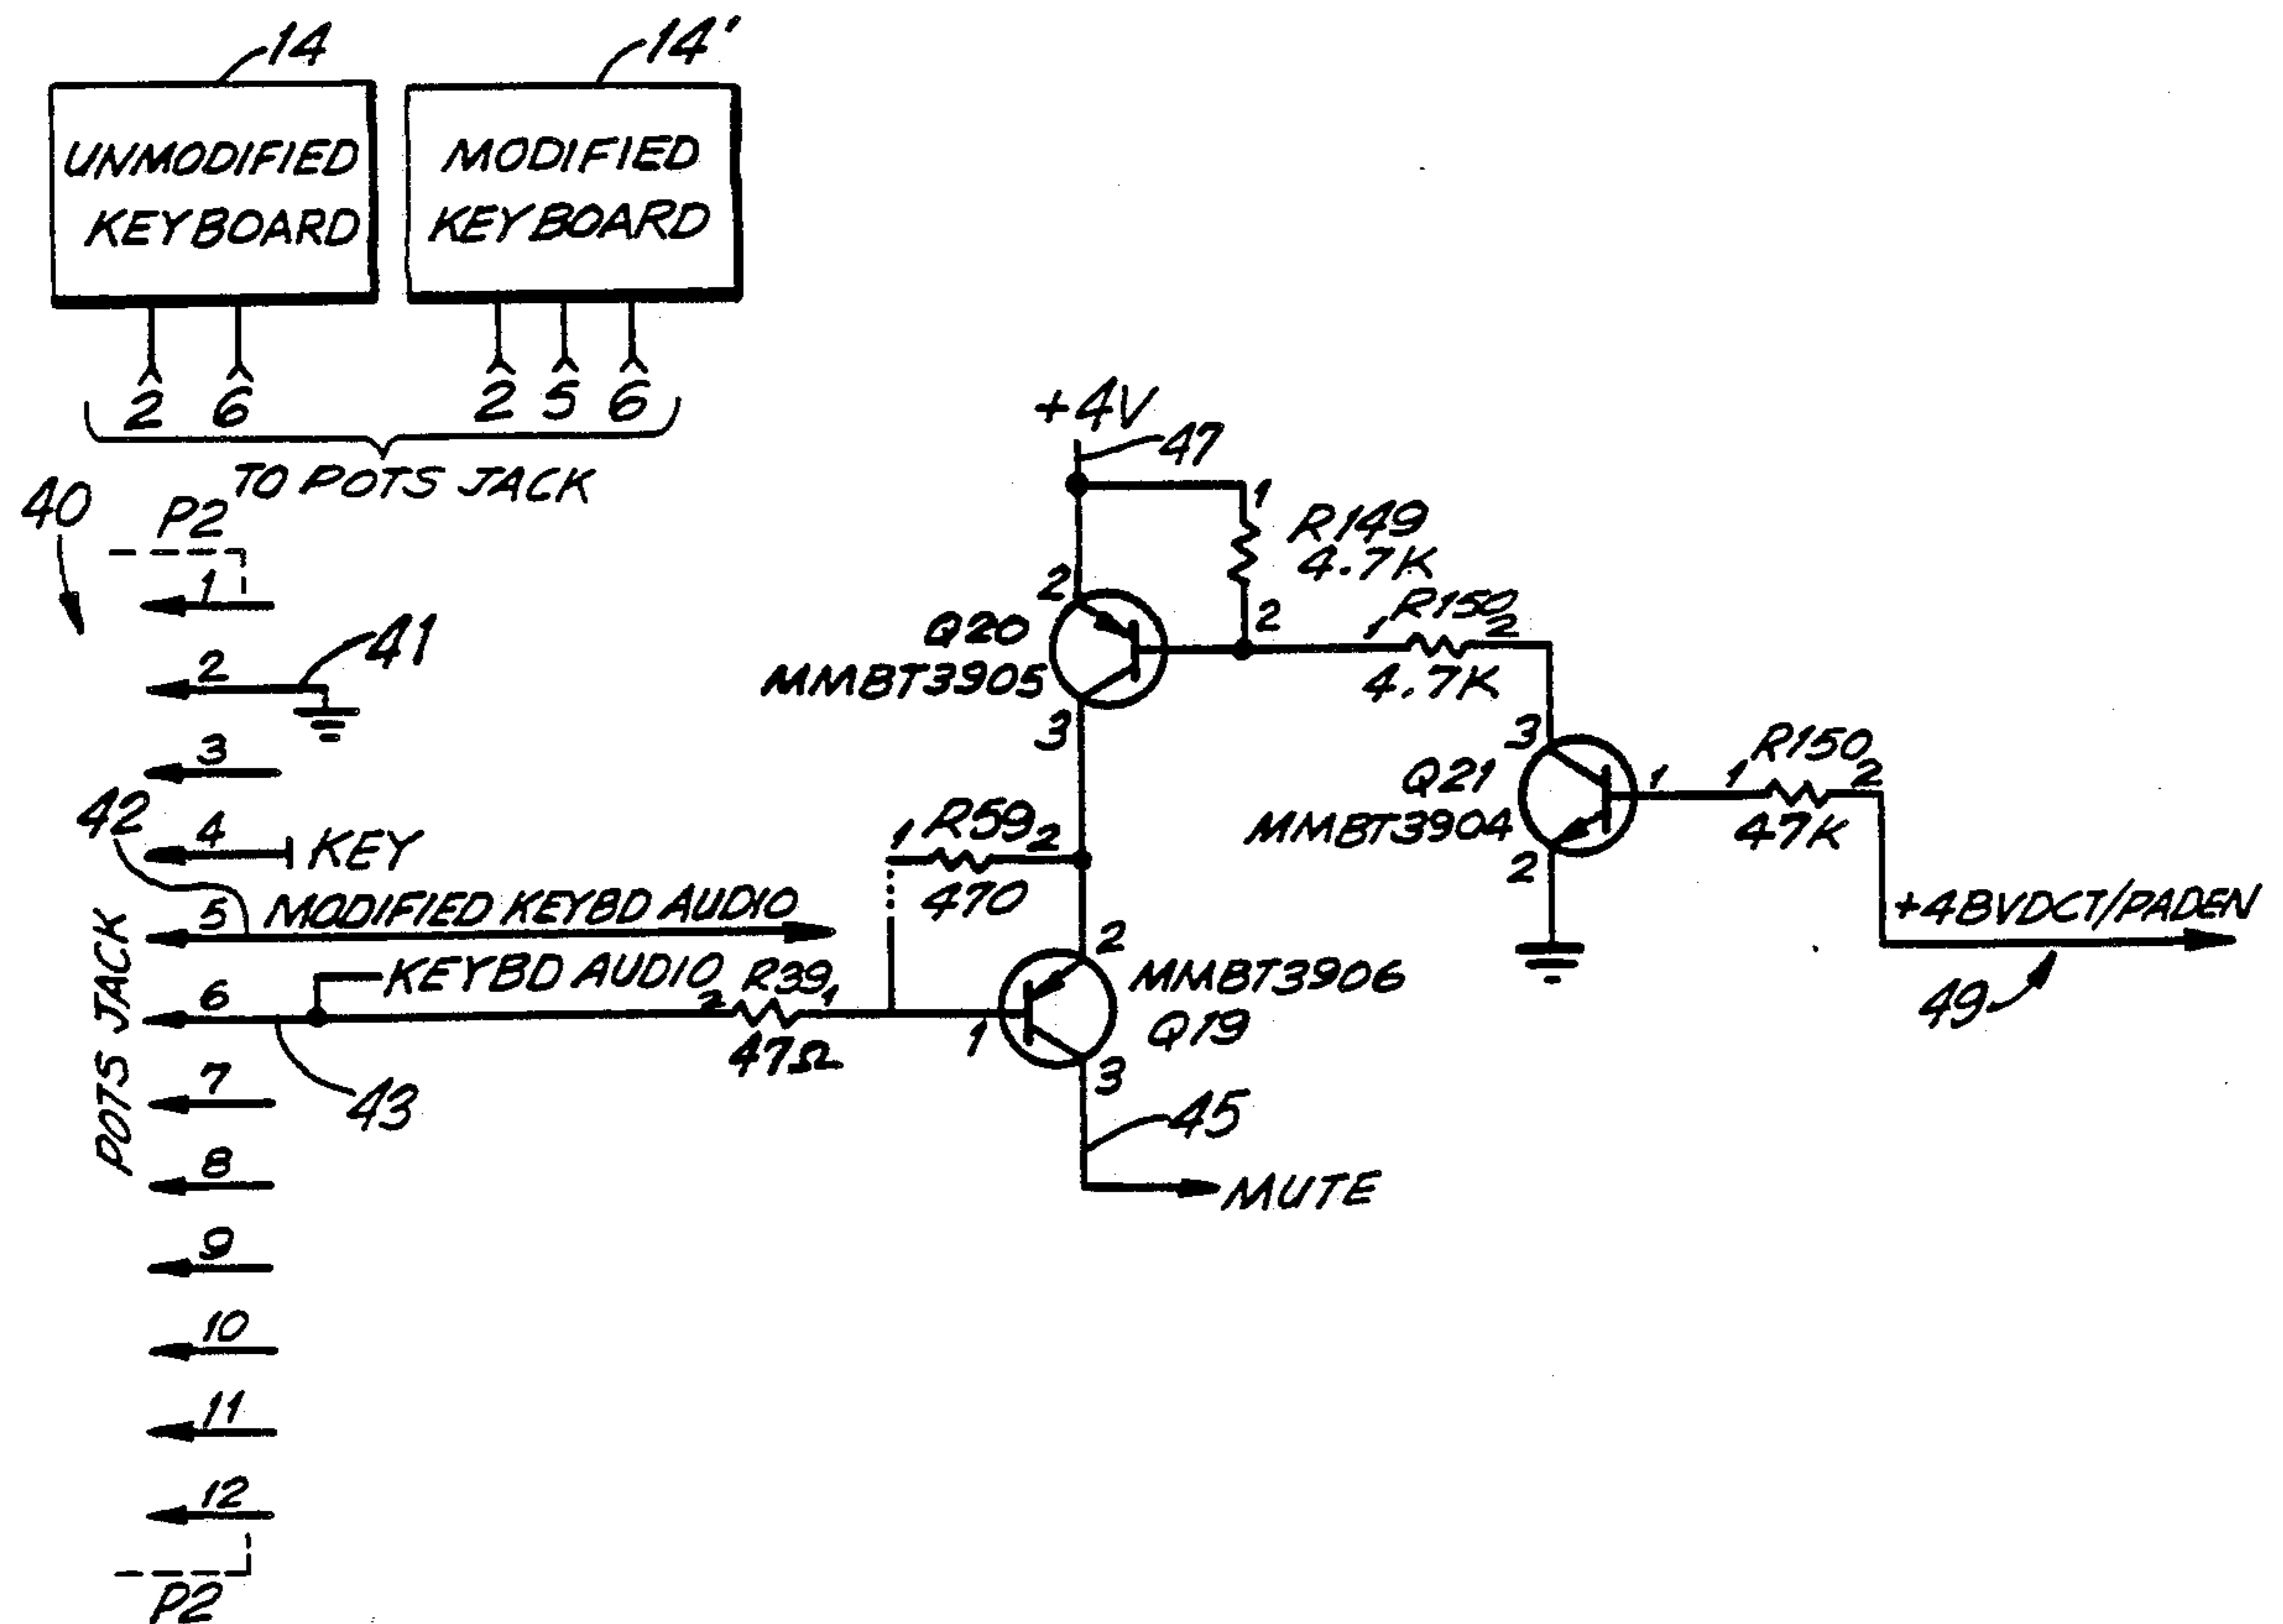 14
14'
UNMODIFIED
KEYBOARD
MODIFIED
KEYBOARD
2 6
2 5 6
TO POTS JACK
40
P2
1
2
41
3
42
4
KEY
5
MODIFIED KEYBD AUDIO
6
KEYBD AUDIO
43
7
8
9
10
11
12
P2
POTS JACK
+4V
47
1
R149
4.7K
2
2
Q20
MMBT3905
3
1 R150 2
4.7K
3
Q21
MMBT3904
1
2
1 R150 2
47K
+48VDCT/PADEN
49
1 R59 2
470
2 R39 1
47Ω
1
2
MMBT3906
Q19
3
45
MUTE